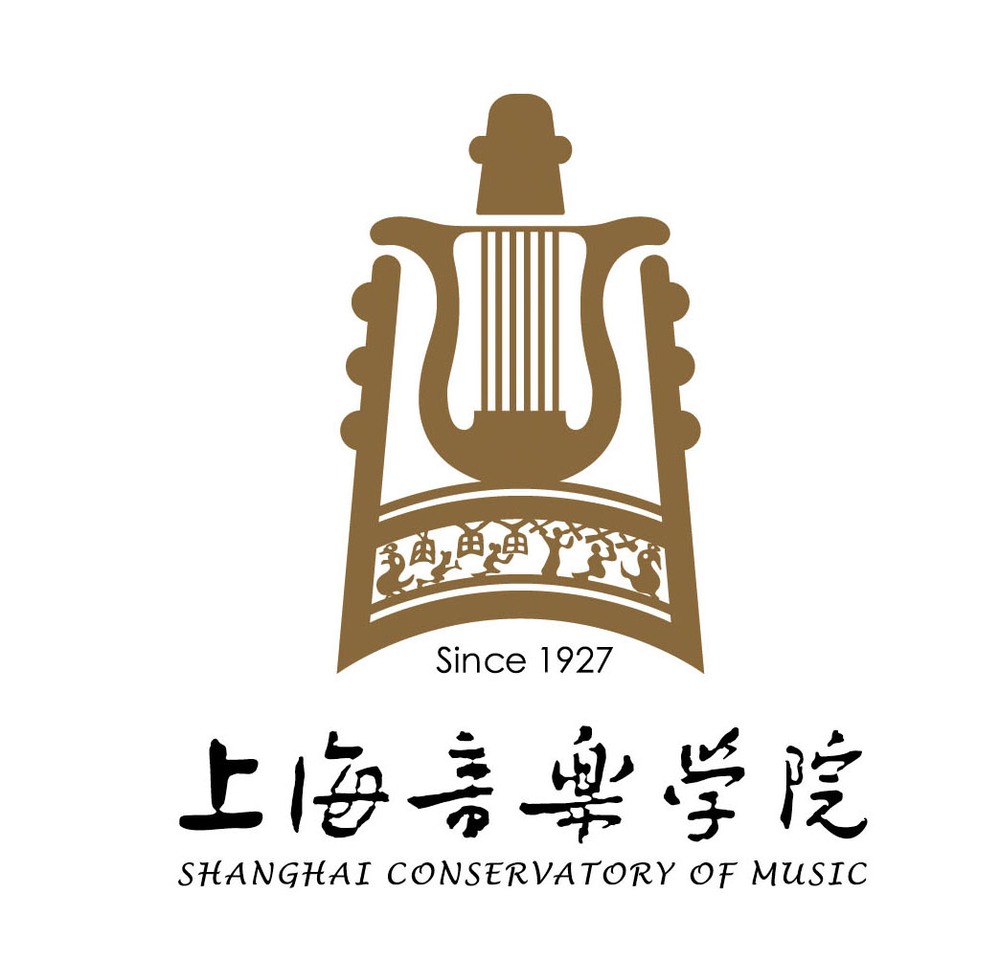 Since 1927
上海音樂学院
SHANGHAI CONSERVATORY OF MUSIC